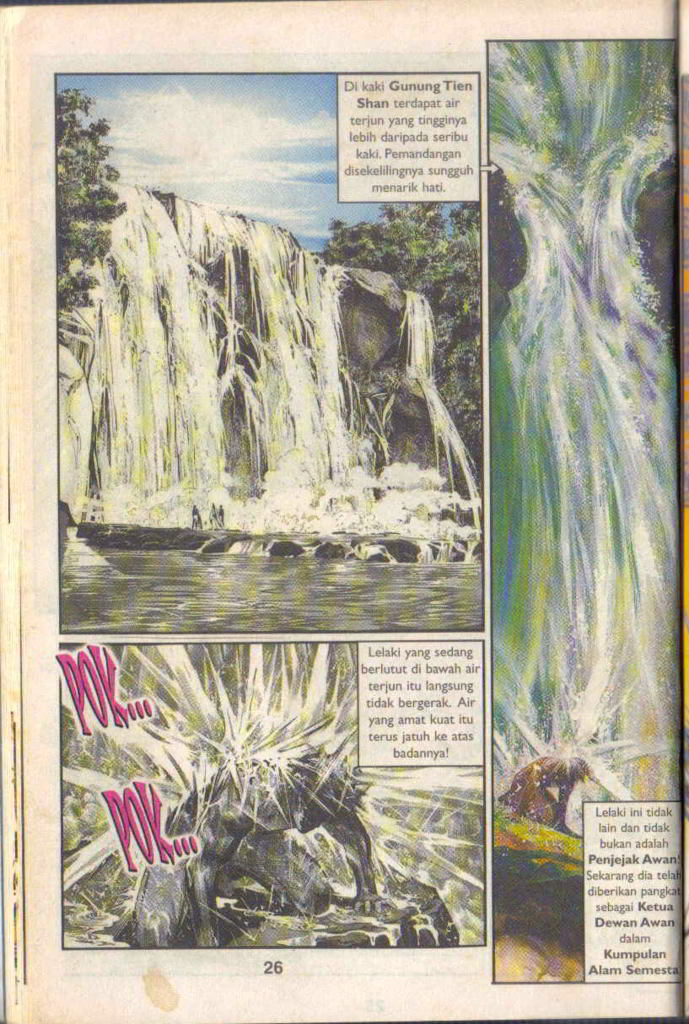 Di kaki Gunung Tien
Shan terdapat air
terjun yang tingginya
lebih daripada seribu
kaki. Pemandangan
disekelilingnya sungguh
menarik hati.
POK...
POK...
Lelaki yang sedang
berlutut di bawah air
terjun itu langsung
tidak bergerak. Air
yang amat kuat itu
terus jatuh ke atas
badannya!
Lelaki ini tidak
lain dan tidak
bukan adalah
Penjejak Awan!
Sekarang dia telah
diberikan pangkat
sebagai Ketua
Dewan Awan
dalam
Kumpulan
Alam Semesta
26